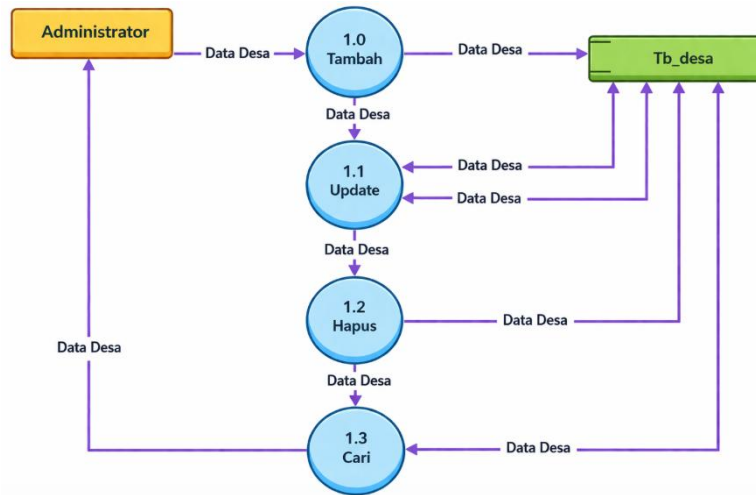 Administrator
Data Desa
1.0
Tambah
Data Desa
Tb_desa
Data Desa
1.1
Update
Data Desa
Data Desa
Data Desa
1.2
Hapus
Data Desa
Data Desa
Data Desa
1.3
Cari
Data Desa